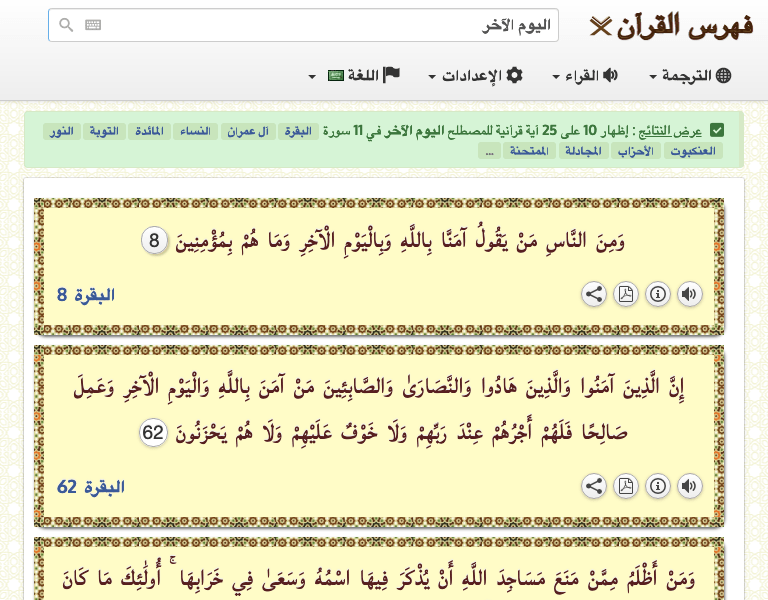 فهرس القرآن
اليوم الآخر
الترجمة القراء الإعدادات اللغة
عرض النتائج : إظهار 10 على 25 آية قرآنية للمصطلح اليوم الآخر في 11 سورة البقرة آل عمران النساء المائدة التوبة النور
العنكبوت الأحزاب المجادلة الممتحنة ...
وَمِنَ النَّاسِ مَنْ يَقُولُ آمَنَّا بِاللَّهِ وَبِالْيَوْمِ الْآخِرِ وَمَا هُمْ بِمُؤْمِنِينَ 8
البقرة 8
إِنَّ الَّذِينَ آمَنُوا وَالَّذِينَ هَادُوا وَالنَّصَارَىٰ وَالصَّابِئِينَ مَنْ آمَنَ بِاللَّهِ وَالْيَوْمِ الْآخِرِ وَعَمِلَ
صَالِحًا فَلَهُمْ أَجْرُهُمْ عِنْدَ رَبِّهِمْ وَلَا خَوْفٌ عَلَيْهِمْ وَلَا هُمْ يَحْزَنُونَ 62
البقرة 62
وَمَنْ أَظْلَمُ مِمَّنْ مَنَعَ مَسَاجِدَ اللَّهِ أَنْ يُذْكَرَ فِيهَا اسْمُهُ وَسَعَىٰ فِي خَرَابِهَا ۚ أُولَٰئِكَ مَا كَانَ